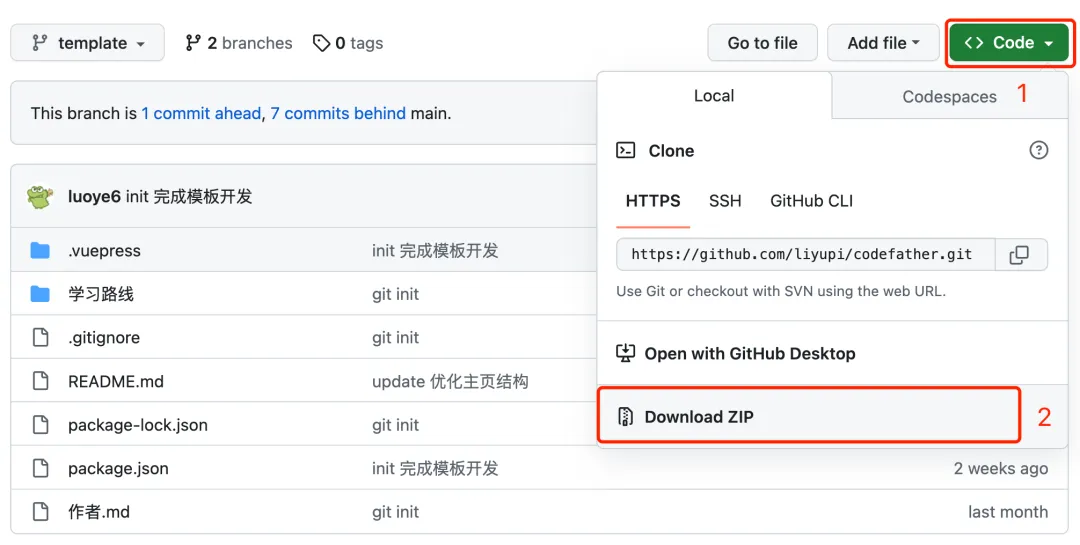 template 2 branches 0 tags Go to file Add file Code
1
Local Codespaces
This branch is 1 commit ahead, 7 commits behind main.
Clone
HTTPS SSH GitHub CLI
https://github.com/liyupi/codefather.git
Use Git or checkout with SVN using the web URL.
Open with GitHub Desktop
Download ZIP 2
luoye6 init 完成模板开发
.vuepress init 完成模板开发
学习路线 git init
.gitignore git init
README.md update 优化主页结构
package-lock.json git init
package.json init 完成模板开发 2 weeks ago
作者.md git init last month